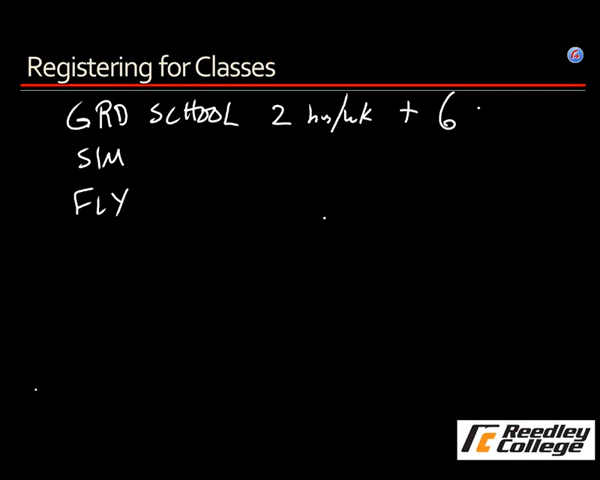 Registering for Classes
GRD SCHOOL 2 hrs/wk + 6
SIM
FLY
Reedley
College